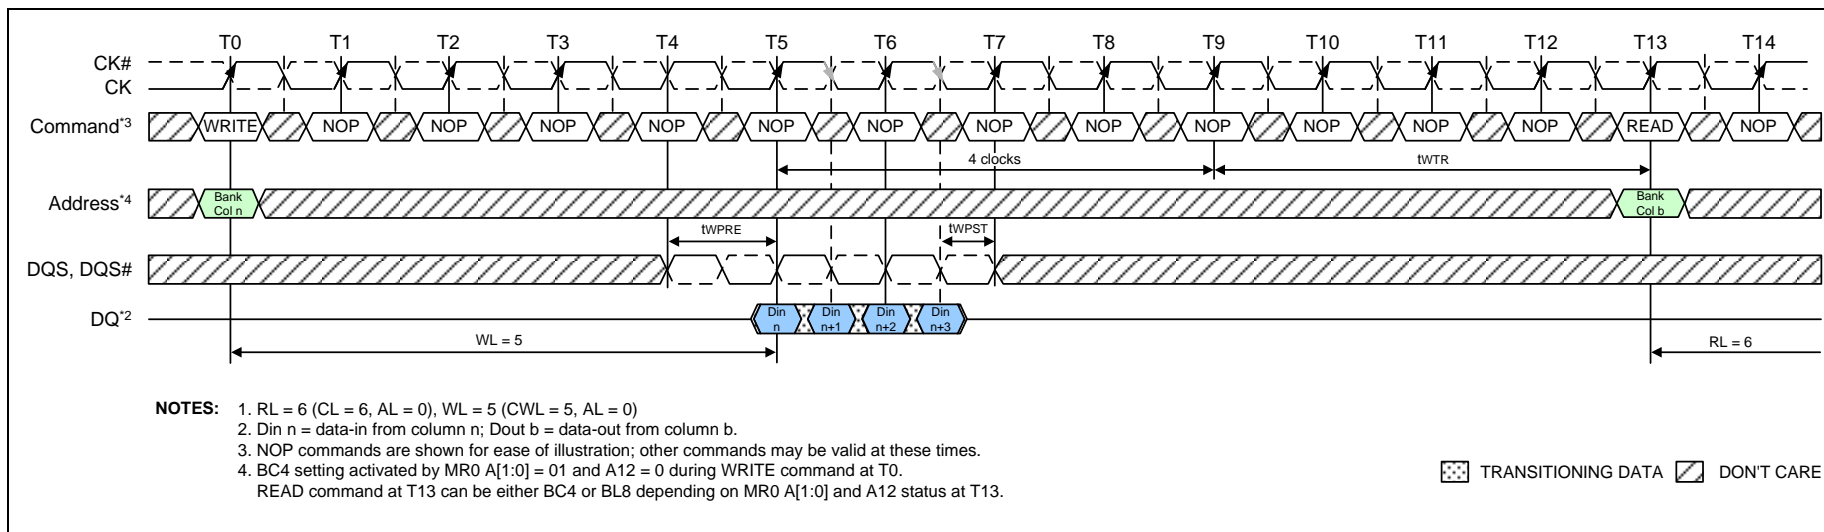 T0 T1 T2 T3 T4 T5 T6 T7 T8 T9 T10 T11 T12 T13 T14
CK#
CK
Command*3 WRITE NOP NOP NOP NOP NOP NOP NOP NOP NOP NOP NOP NOP READ NOP
4 clocks tWTR
Address*4 Bank Col n Bank Col b
tWPRE tWPST
DQS, DQS#
DQ*2 Din n Din n+1 Din n+2 Din n+3
WL = 5 RL = 6
NOTES: 1. RL = 6 (CL = 6, AL = 0), WL = 5 (CWL = 5, AL = 0)
2. Din n = data-in from column n; Dout b = data-out from column b.
3. NOP commands are shown for ease of illustration; other commands may be valid at these times.
4. BC4 setting activated by MR0 A[1:0] = 01 and A12 = 0 during WRITE command at T0.
READ command at T13 can be either BC4 or BL8 depending on MR0 A[1:0] and A12 status at T13.
TRANSITIONING DATA DON'T CARE